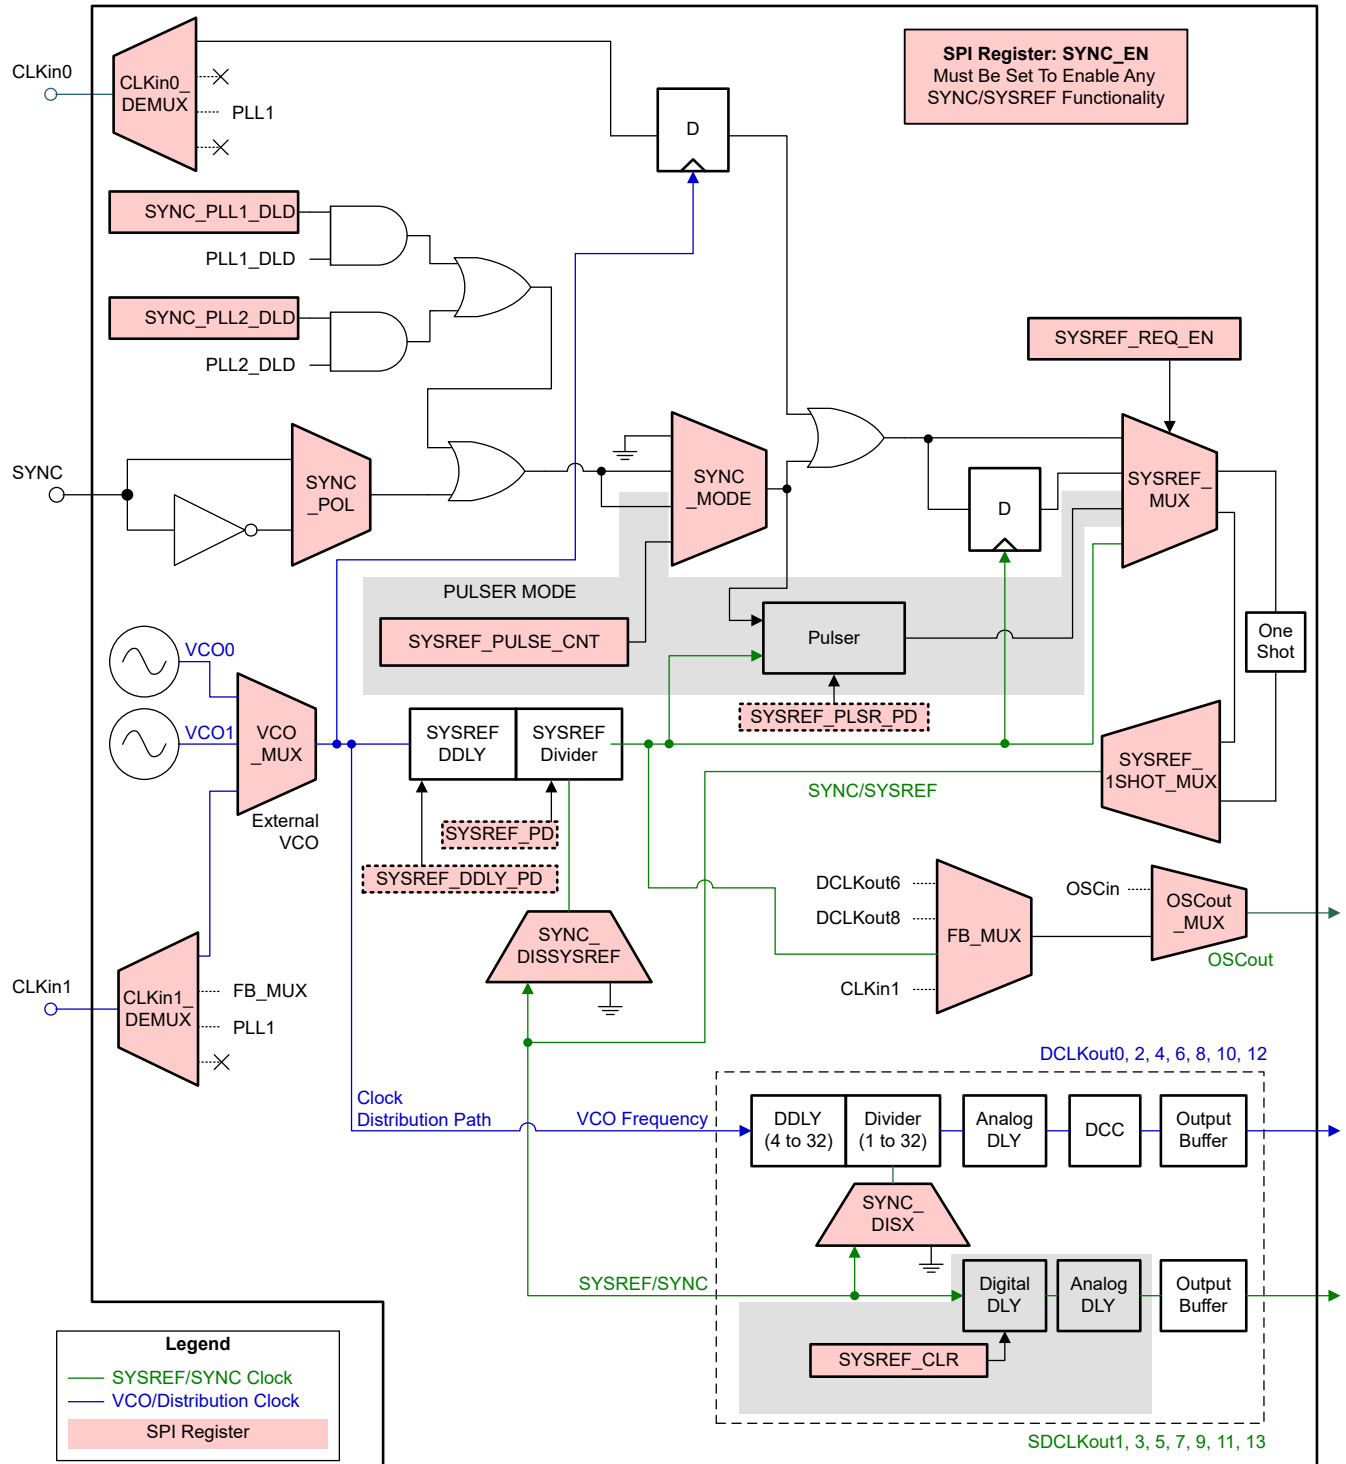 SPI Register: SYNC_EN
Must Be Set To Enable Any
SYNC/SYSREF Functionality
CLKin0
CLKin0_
DEMUX
PLL1
D
SYNC_PLL1_DLD
PLL1_DLD
SYNC_PLL2_DLD
PLL2_DLD
SYSREF_REQ_EN
SYNC
SYNC
_POL
SYNC
_MODE
D
SYSREF_
MUX
PULSER MODE
SYSREF_PULSE_CNT
Pulser
One
Shot
VCO0
VCO1
VCO
_MUX
External
VCO
SYSREF
DDLY
SYSREF
Divider
SYSREF_PLSR_PD
SYSREF_
1SHOT_MUX
SYNC/SYSREF
SYSREF_PD
SYSREF_DDLY_PD
SYNC_
DISSYSREF
DCLKout6
DCLKout8
CLKin1
FB_MUX
OSCin
OSCout
_MUX
OSCout
CLKin1
CLKin1_
DEMUX
FB_MUX
PLL1
DCLKout0, 2, 4, 6, 8, 10, 12
Clock
Distribution Path
VCO Frequency
DDLY
(4 to 32)
Divider
(1 to 32)
Analog
DLY
DCC
Output
Buffer
SYNC_
DISX
SYSREF/SYNC
Digital
DLY
Analog
DLY
Output
Buffer
SYSREF_CLR
SDCLKout1, 3, 5, 7, 9, 11, 13
Legend
SYSREF/SYNC Clock
VCO/Distribution Clock
SPI Register